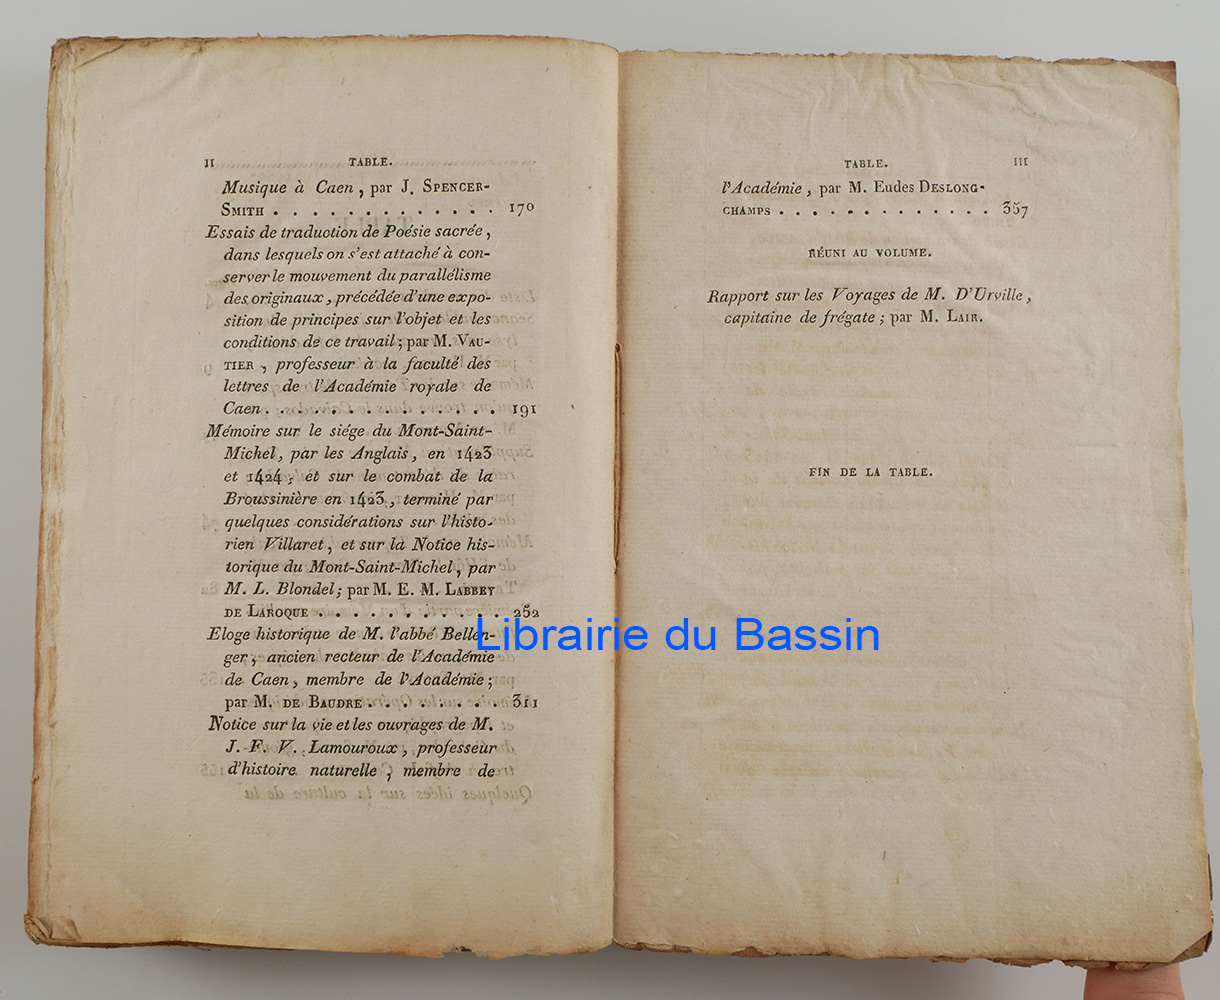 II TABLE.
Musique à Caen, par J. SPENCER-
SMITH . . . . . . . . . . . . . 170
Essais de traduction de Poésie sacrée,
dans lesquels on s'est attaché à con-
server le mouvement du parallélisme
des originaux, précédée d'une expo-
sition de principes sur l'objet et les
conditions de ce travail; par M. VAU-
TIER, professeur à la faculté des
lettres de l'Académie royale de
Caen. . . . . . . . . . . . . . 191
Mémoire sur le siége du Mont-Saint-
Michel, par les Anglais, en 1423
et 1424; et sur le combat de la
Broussinière en 1423, terminé par
quelques considérations sur l'histo-
rien Villaret, et sur la Notice his-
torique du Mont-Saint-Michel, par
M. L. Blondel; par M. E. M. LABBEY
DE LAROQUE . . . . . . . . . . . 252
Eloge historique de M. l'abbé Bellen-
ger, ancien recteur de l'Académie
de Caen, membre de l'Académie;
par M. DE BAUDRE . . . . . . . . 311
Notice sur la vie et les ouvrages de M.
J. F. V. Lamouroux, professeur
d'histoire naturelle, membre de
TABLE. III
l'Académie, par M. Eudes DESLONG-
CHAMPS . . . . . . . . . . . . . 357
RÉUNI AU VOLUME.
Rapport sur les Voyages de M. D'Urville,
capitaine de frégate; par M. LAIR.
FIN DE LA TABLE.
Librairie du Bassin